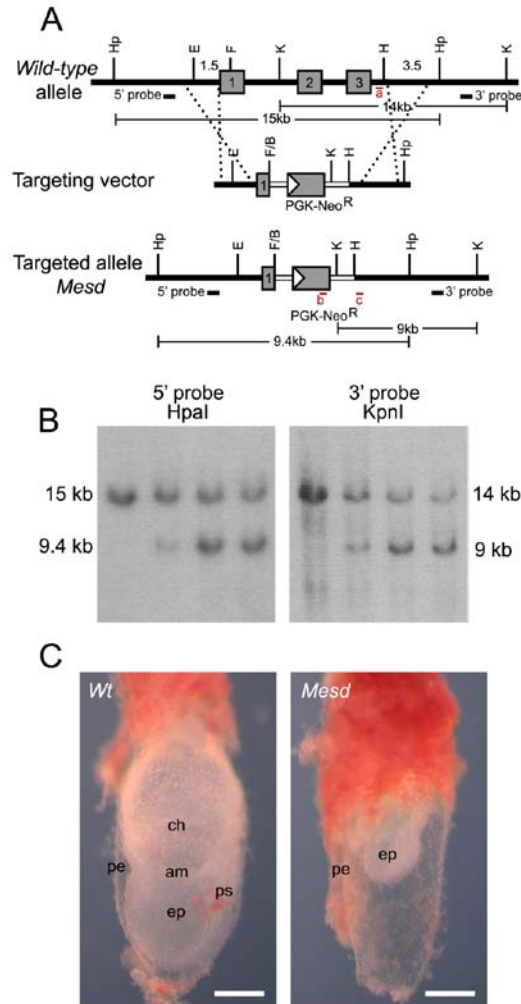 A
Hp E F K H Hp K
Wild-type
allele
1.5 1 2 3 3.5
5' probe a 3' probe
14kb
15kb
Targeting vector
E F/B K H Hp
1
PGK-NeoR
Hp E F/B K H Hp K
Targeted allele
Mesd
1
5' probe b c 3' probe
PGK-NeoR
9kb
9.4kb
B
5' probe 3' probe
HpaI KpnI
15 kb 14 kb
9.4 kb 9 kb
C
Wt Mesd
ch
pe am ps
ep
pe ep